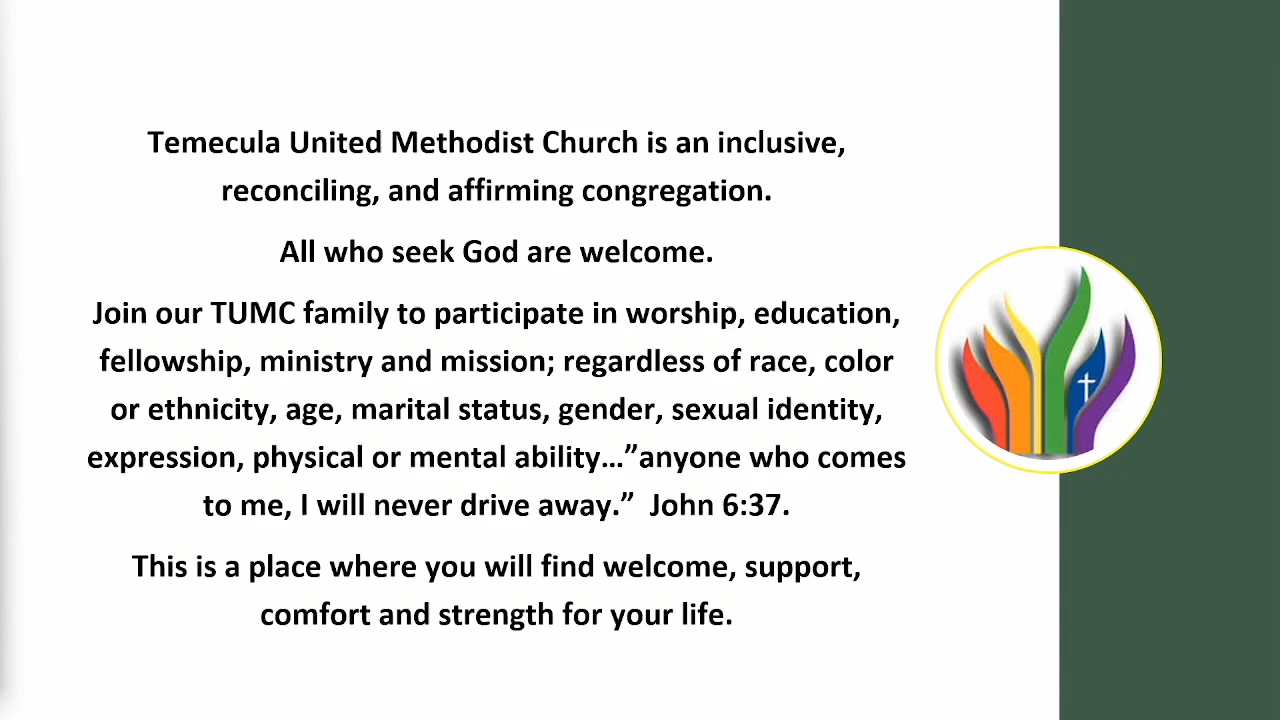 Temecula United Methodist Church is an inclusive,
reconciling, and affirming congregation.
All who seek God are welcome.
Join our TUMC family to participate in worship, education,
fellowship, ministry and mission; regardless of race, color
or ethnicity, age, marital status, gender, sexual identity,
expression, physical or mental ability…”anyone who comes
to me, I will never drive away.”  John 6:37.
This is a place where you will find welcome, support,
comfort and strength for your life.